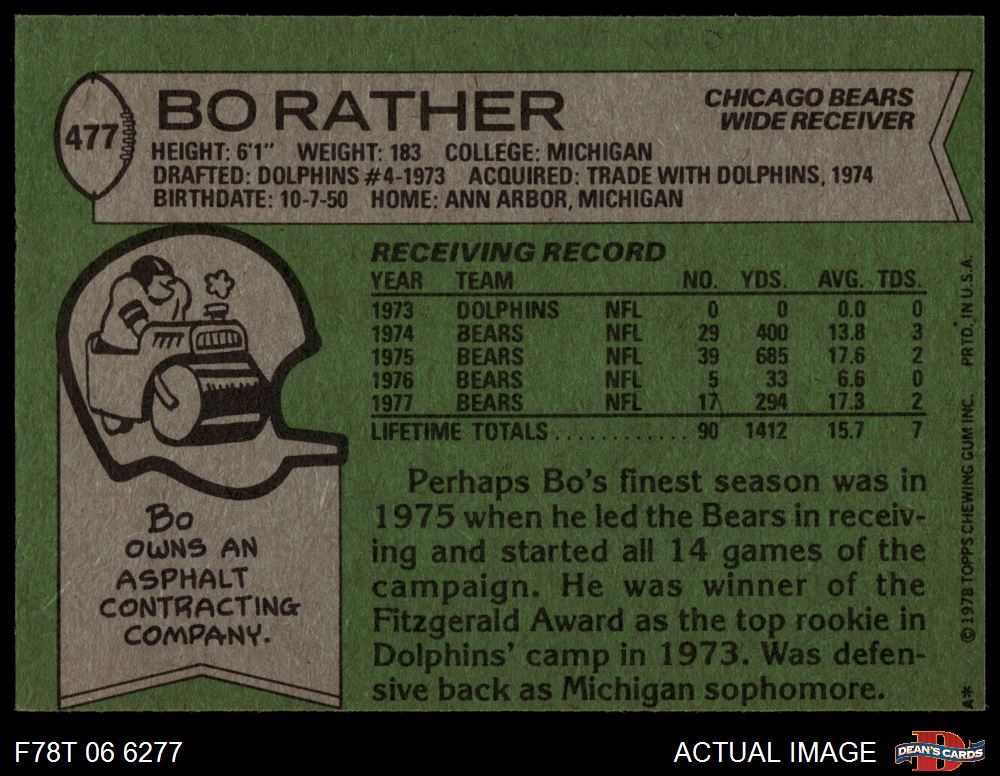 477
BO RATHER
CHICAGO BEARS
WIDE RECEIVER
HEIGHT: 6'1" WEIGHT: 183 COLLEGE: MICHIGAN
DRAFTED: DOLPHINS #4-1973 ACQUIRED: TRADE WITH DOLPHINS, 1974
BIRTHDATE: 10-7-50 HOME: ANN ARBOR, MICHIGAN
RECEIVING RECORD
YEAR TEAM NO. YDS. AVG. TDS.
1973 DOLPHINS NFL 0 0 0.0 0
1974 BEARS NFL 29 400 13.8 3
1975 BEARS NFL 39 685 17.6 2
1976 BEARS NFL 5 33 6.6 0
1977 BEARS NFL 17 294 17.3 2
LIFETIME TOTALS............ 90 1412 15.7 7
Perhaps Bo's finest season was in
1975 when he led the Bears in receiv-
ing and started all 14 games of the
campaign. He was winner of the
Fitzgerald Award as the top rookie in
Dolphins' camp in 1973. Was defen-
sive back as Michigan sophomore.
Bo
OWNS AN
ASPHALT
CONTRACTING
COMPANY.
A* © 1978 TOPPS CHEWING GUM INC. PRTD. IN U.S.A.
F78T 06 6277
ACTUAL IMAGE
D
DEAN'S CARDS